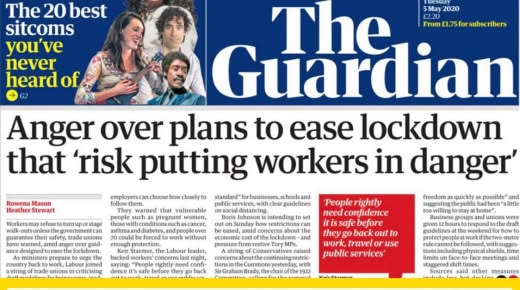 The 20 best
sitcoms
you've
never
heard of
G2
The
Guardian
Tuesday
5 May 2020
£2.20
From £1.75 for subscribers
Anger over plans to ease lockdown
that 'risk putting workers in danger'
Rowena Mason
Heather Stewart
Workers may refuse to turn up or stage
walk-outs unless the government can
guarantee their safety, trade unions
have warned, amid anger over guid-
ance designed to ease the lockdown.
As ministers prepare to urge the
country back to work, Labour joined
a string of trade unions in criticising
employers can choose how closely to
follow them.
They warned that vulnerable
people such as pregnant women,
those with conditions such as cancer,
asthma and diabetes, and people over
70 could be forced to work without
enough protection.
Keir Starmer, the Labour leader,
backed workers' concerns last night,
saying: "People rightly need confi-
dence it's safe before they go back
standard" for businesses, schools and
public services, with clear guidelines
on social distancing.
Boris Johnson is intending to set
out on Sunday how restrictions can
be eased, amid concerns about the
economic cost of the lockdown - and
pressure from restive Tory MPs.
A string of Conservatives raised
concerns about the continuing restric-
tions in the Commons yesterday, with
Sir Graham Brady, the chair of the 1922
'People rightly
need confidence
it is safe before
they go back out to
work, travel or use
public services'
freedom as quickly as possible" and
suggesting the public had been "a little
too willing to stay at home".
Business groups and unions were
given 12 hours to respond to the draft
guidelines at the weekend for how to
protect people at work if the two-metre
rule cannot be followed, with sugges-
tions including physical shields, time
limits on face-to-face meetings and
staggered shift times.
Sources said other measures